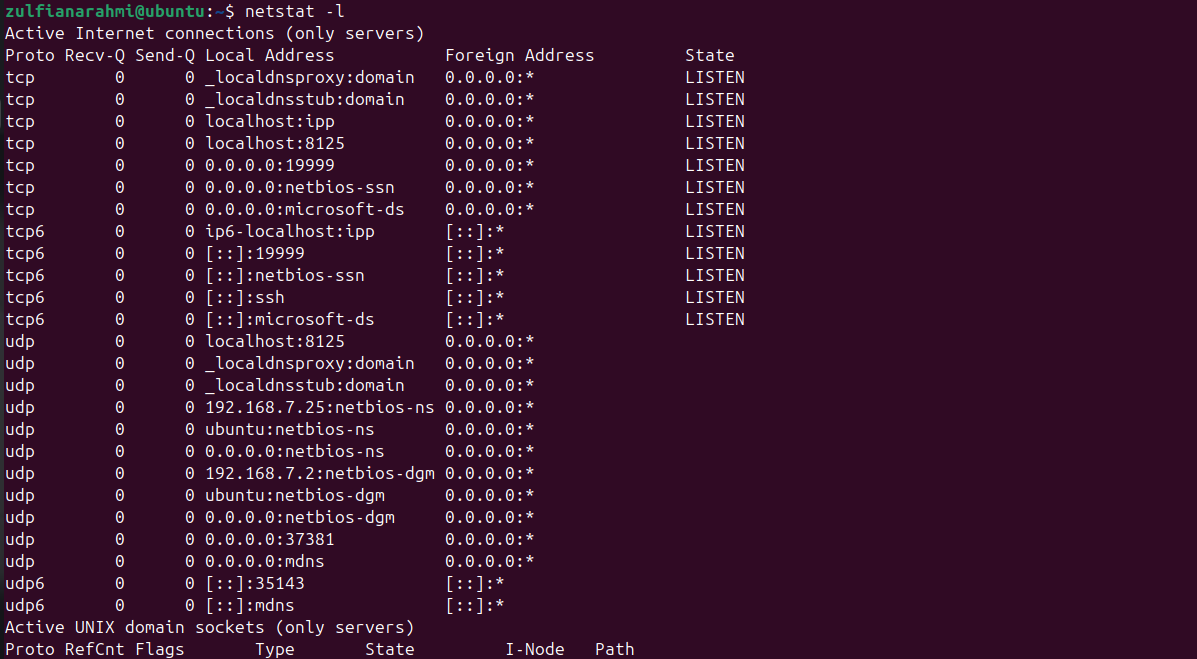 zulfianarahmi@ubuntu:~$ netstat -l
Active Internet connections (only servers)
Proto Recv-Q Send-Q Local Address           Foreign Address         State
tcp        0      0 _localdnsproxy:domain   0.0.0.0:*               LISTEN
tcp        0      0 _localdnsstub:domain    0.0.0.0:*               LISTEN
tcp        0      0 localhost:ipp           0.0.0.0:*               LISTEN
tcp        0      0 localhost:8125          0.0.0.0:*               LISTEN
tcp        0      0 0.0.0.0:19999           0.0.0.0:*               LISTEN
tcp        0      0 0.0.0.0:netbios-ssn     0.0.0.0:*               LISTEN
tcp        0      0 0.0.0.0:microsoft-ds    0.0.0.0:*               LISTEN
tcp6       0      0 ip6-localhost:ipp       [::]:*                  LISTEN
tcp6       0      0 [::]:19999              [::]:*                  LISTEN
tcp6       0      0 [::]:netbios-ssn        [::]:*                  LISTEN
tcp6       0      0 [::]:ssh                [::]:*                  LISTEN
tcp6       0      0 [::]:microsoft-ds       [::]:*                  LISTEN
udp        0      0 localhost:8125          0.0.0.0:*
udp        0      0 _localdnsproxy:domain   0.0.0.0:*
udp        0      0 _localdnsstub:domain    0.0.0.0:*
udp        0      0 192.168.7.25:netbios-ns 0.0.0.0:*
udp        0      0 ubuntu:netbios-ns       0.0.0.0:*
udp        0      0 0.0.0.0:netbios-ns      0.0.0.0:*
udp        0      0 192.168.7.2:netbios-dgm 0.0.0.0:*
udp        0      0 ubuntu:netbios-dgm      0.0.0.0:*
udp        0      0 0.0.0.0:netbios-dgm     0.0.0.0:*
udp        0      0 0.0.0.0:37381           0.0.0.0:*
udp        0      0 0.0.0.0:mdns            0.0.0.0:*
udp6       0      0 [::]:35143              [::]:*
udp6       0      0 [::]:mdns               [::]:*
Active UNIX domain sockets (only servers)
Proto RefCnt Flags       Type       State         I-Node   Path